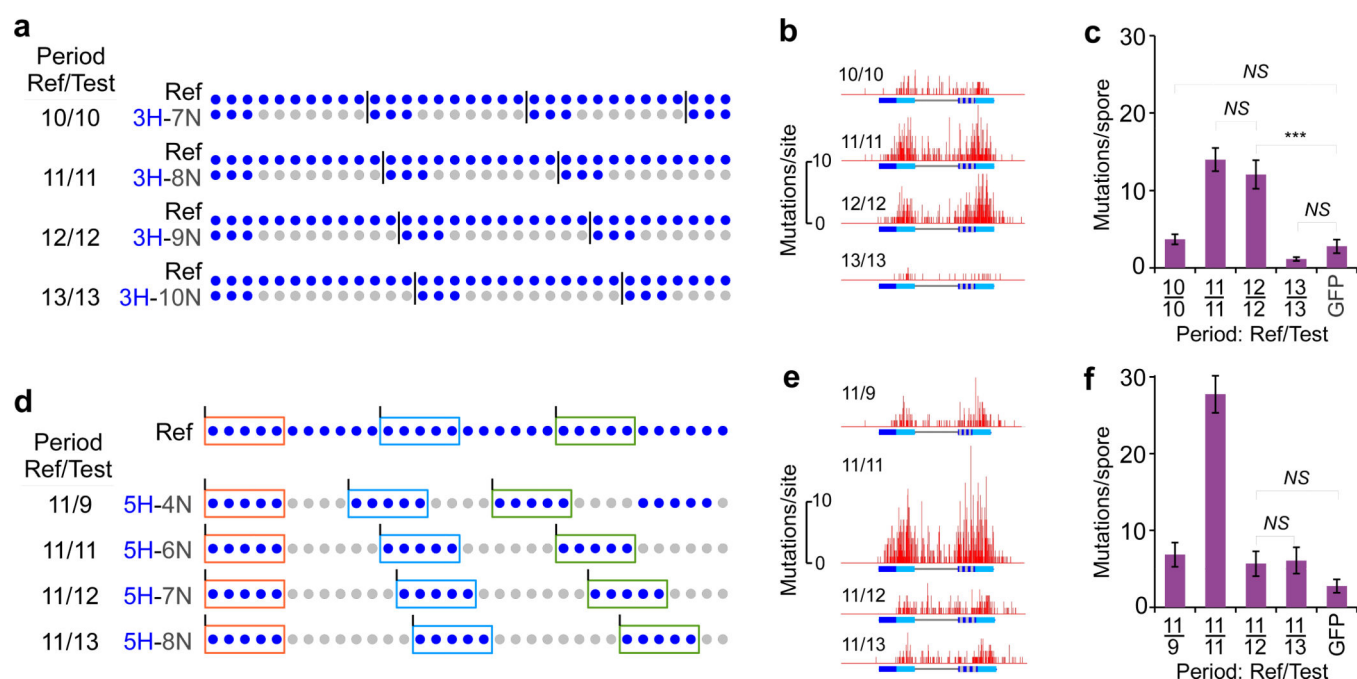 a
Period
Ref/Test
10/10
Ref
3H-7N
11/11
Ref
3H-8N
12/12
Ref
3H-9N
13/13
Ref
3H-10N
b
10/10
11/11
12/12
13/13
Mutations/site
10
0
c
Mutations/spore
30
20
10
0
NS
NS
***
NS
10/10
11/11
12/12
13/13
GFP
Period: Ref/Test
d
Period
Ref/Test
Ref
11/9
5H-4N
11/11
5H-6N
11/12
5H-7N
11/13
5H-8N
e
11/9
11/11
11/12
11/13
Mutations/site
10
0
f
Mutations/spore
30
20
10
0
NS
NS
11/9
11/11
11/12
11/13
GFP
Period: Ref/Test